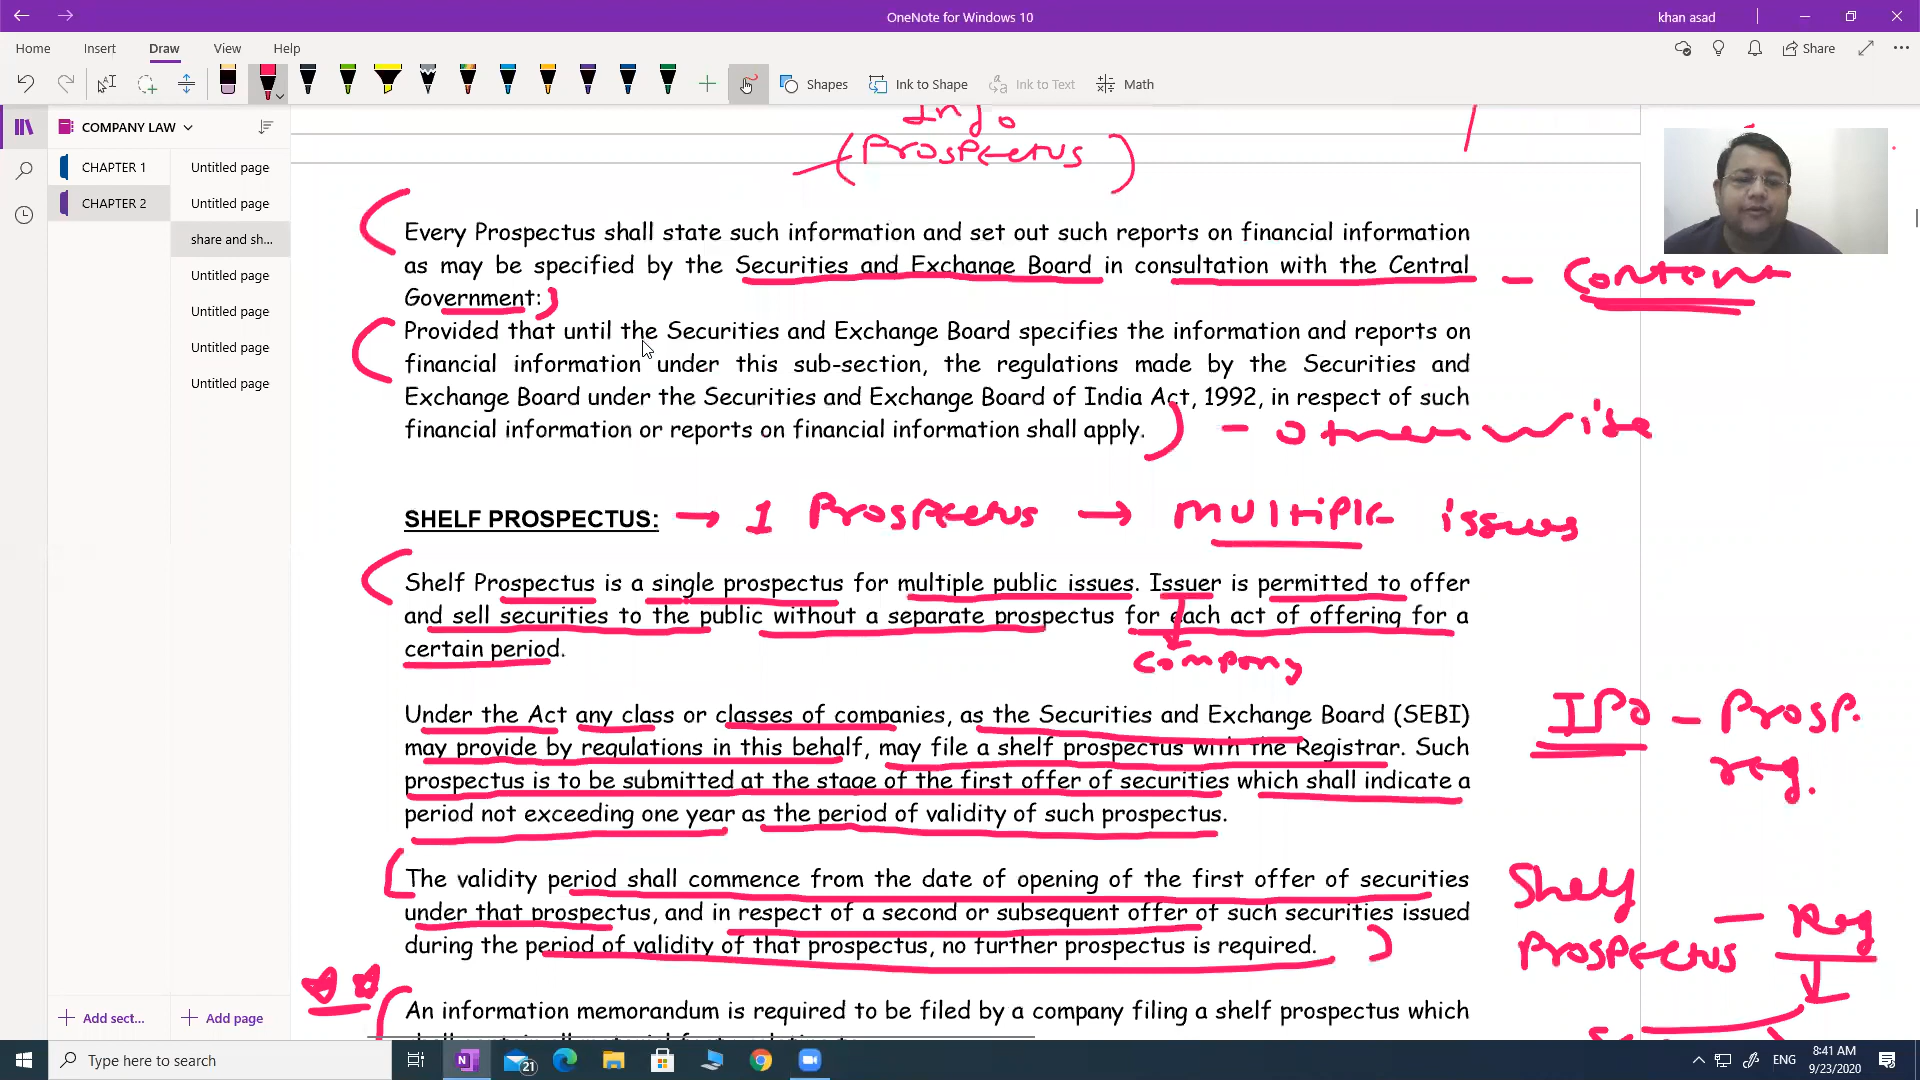 OneNote for Windows 10
khan asad
Home Insert Draw View Help
Share
Shapes Ink to Shape Ink to Text Math
COMPANY LAW
CHAPTER 1
CHAPTER 2
Untitled page
Untitled page
share and sh...
Untitled page
Untitled page
Untitled page
Untitled page
Info
(Prospectus)
Every Prospectus shall state such information and set out such reports on financial information
as may be specified by the Securities and Exchange Board in consultation with the Central
Government:
- Content
Provided that until the Securities and Exchange Board specifies the information and reports on
financial information under this sub-section, the regulations made by the Securities and
Exchange Board under the Securities and Exchange Board of India Act, 1992, in respect of such
financial information or reports on financial information shall apply.
- Otherwise
SHELF PROSPECTUS: → 1 Prospectus → multiple issues
Shelf Prospectus is a single prospectus for multiple public issues. Issuer is permitted to offer
and sell securities to the public without a separate prospectus for each act of offering for a
certain period.
Company
Under the Act any class or classes of companies, as the Securities and Exchange Board (SEBI)
may provide by regulations in this behalf, may file a shelf prospectus with the Registrar. Such
prospectus is to be submitted at the stage of the first offer of securities which shall indicate a
period not exceeding one year as the period of validity of such prospectus.
IPO - Prosp.
reg.
The validity period shall commence from the date of opening of the first offer of securities
under that prospectus, and in respect of a second or subsequent offer of such securities issued
during the period of validity of that prospectus, no further prospectus is required.
Shelf
Prospectus - Reg
An information memorandum is required to be filed by a company filing a shelf prospectus which
Add sect...
Add page
Type here to search
21
ENG
8:41 AM
9/23/2020